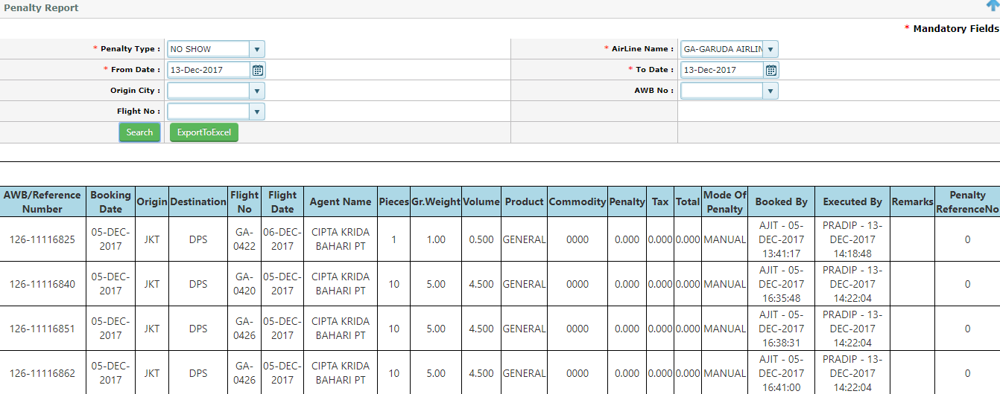 Penalty Report
* Mandatory Fields
* Penalty Type : NO SHOW * AirLine Name : GA-GARUDA AIRLIN
* From Date : 13-Dec-2017 * To Date : 13-Dec-2017
Origin City : AWB No :
Flight No :
Search ExportToExcel
AWB/Reference Number Booking Date Origin Destination Flight No Flight Date Agent Name Pieces Gr.Weight Volume Product Commodity Penalty Tax Total Mode Of Penalty Booked By Executed By Remarks Penalty ReferenceNo
126-11116825 05-DEC-2017 JKT DPS GA-0422 06-DEC-2017 CIPTA KRIDA BAHARI PT 1 1.00 0.500 GENERAL 0000 0.000 0.000 0.000 MANUAL AJIT - 05-DEC-2017 13:41:17 PRADIP - 13-DEC-2017 14:18:48 0
126-11116840 05-DEC-2017 JKT DPS GA-0420 05-DEC-2017 CIPTA KRIDA BAHARI PT 10 5.00 4.500 GENERAL 0000 0.000 0.000 0.000 MANUAL AJIT - 05-DEC-2017 16:35:48 PRADIP - 13-DEC-2017 14:22:04 0
126-11116851 05-DEC-2017 JKT DPS GA-0426 05-DEC-2017 CIPTA KRIDA BAHARI PT 10 5.00 4.500 GENERAL 0000 0.000 0.000 0.000 MANUAL AJIT - 05-DEC-2017 16:38:31 PRADIP - 13-DEC-2017 14:22:04 0
126-11116862 05-DEC-2017 JKT DPS GA-0426 05-DEC-2017 CIPTA KRIDA BAHARI PT 10 5.00 4.500 GENERAL 0000 0.000 0.000 0.000 MANUAL AJIT - 05-DEC-2017 16:41:00 PRADIP - 13-DEC-2017 14:22:04 0